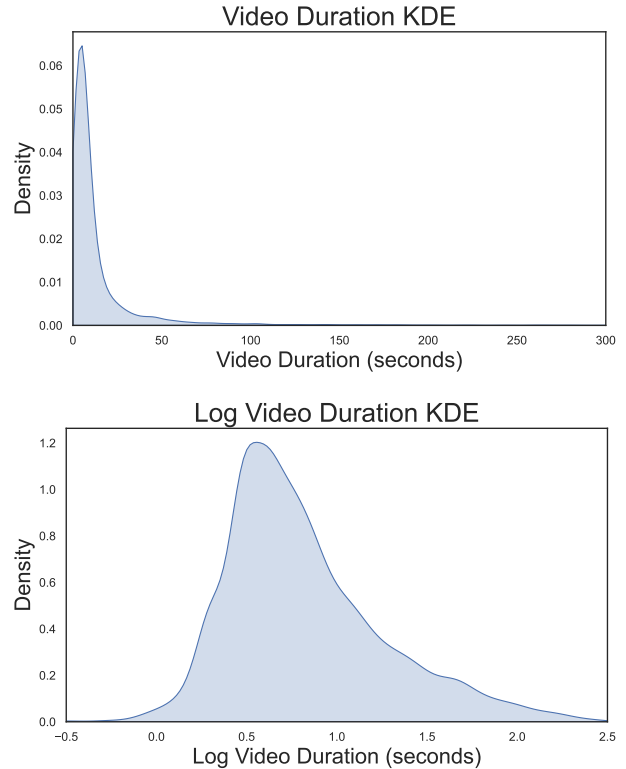 Video Duration KDE
Density
0.06
0.05
0.04
0.03
0.02
0.01
0.00
0 50 100 150 200 250 300
Video Duration (seconds)
Log Video Duration KDE
Density
1.2
1.0
0.8
0.6
0.4
0.2
0.0
−0.5 0.0 0.5 1.0 1.5 2.0 2.5
Log Video Duration (seconds)